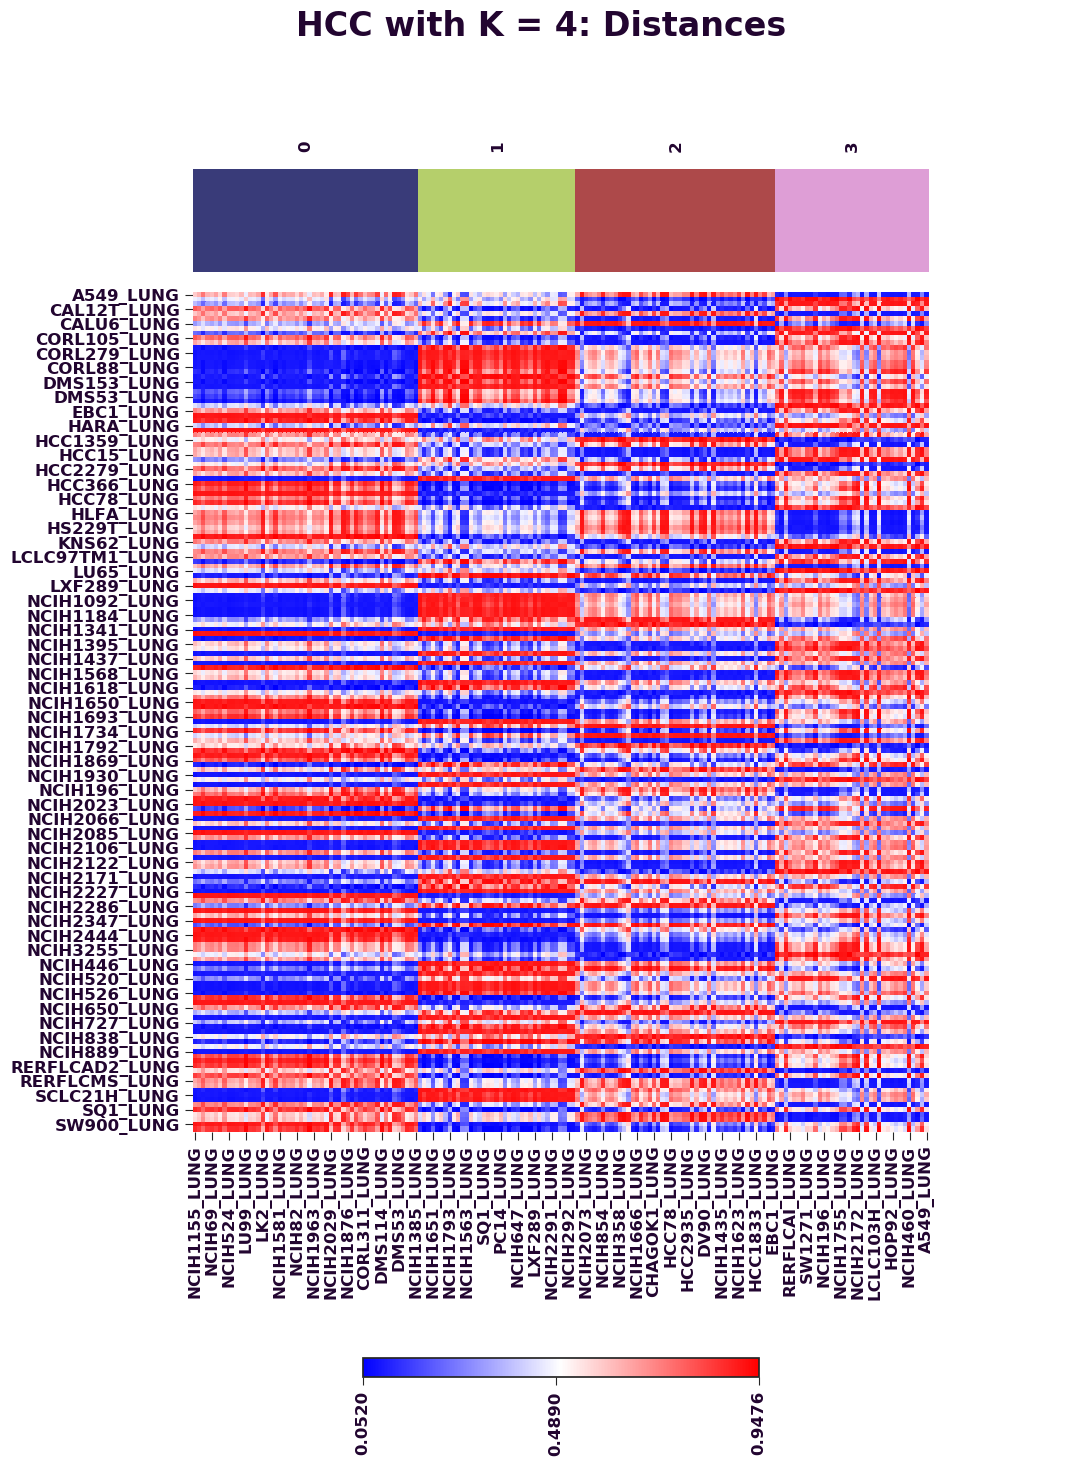 HCC with K = 4: Distances
0
1
2
3
A549_LUNG
CAL12T_LUNG
CALU6_LUNG
CORL105_LUNG
CORL279_LUNG
CORL88_LUNG
DMS153_LUNG
DMS53_LUNG
EBC1_LUNG
HARA_LUNG
HCC1359_LUNG
HCC15_LUNG
HCC2279_LUNG
HCC366_LUNG
HCC78_LUNG
HLFA_LUNG
HS229T_LUNG
KNS62_LUNG
LCLC97TM1_LUNG
LU65_LUNG
LXF289_LUNG
NCIH1092_LUNG
NCIH1184_LUNG
NCIH1341_LUNG
NCIH1395_LUNG
NCIH1437_LUNG
NCIH1568_LUNG
NCIH1618_LUNG
NCIH1650_LUNG
NCIH1693_LUNG
NCIH1734_LUNG
NCIH1792_LUNG
NCIH1869_LUNG
NCIH1930_LUNG
NCIH196_LUNG
NCIH2023_LUNG
NCIH2066_LUNG
NCIH2085_LUNG
NCIH2106_LUNG
NCIH2122_LUNG
NCIH2171_LUNG
NCIH2227_LUNG
NCIH2286_LUNG
NCIH2347_LUNG
NCIH2444_LUNG
NCIH3255_LUNG
NCIH446_LUNG
NCIH520_LUNG
NCIH526_LUNG
NCIH650_LUNG
NCIH727_LUNG
NCIH838_LUNG
NCIH889_LUNG
RERFLCAD2_LUNG
RERFLCMS_LUNG
SCLC21H_LUNG
SQ1_LUNG
SW900_LUNG
NCIH1155_LUNG
NCIH69_LUNG
NCIH524_LUNG
LU99_LUNG
LK2_LUNG
NCIH1581_LUNG
NCIH82_LUNG
NCIH1963_LUNG
NCIH2029_LUNG
NCIH1876_LUNG
CORL311_LUNG
DMS114_LUNG
DMS53_LUNG
NCIH1385_LUNG
NCIH1651_LUNG
NCIH1793_LUNG
NCIH1563_LUNG
SQ1_LUNG
PC14_LUNG
NCIH647_LUNG
LXF289_LUNG
NCIH2291_LUNG
NCIH292_LUNG
NCIH2073_LUNG
NCIH854_LUNG
NCIH358_LUNG
NCIH1666_LUNG
CHAGOK1_LUNG
HCC78_LUNG
HCC2935_LUNG
DV90_LUNG
NCIH1435_LUNG
NCIH1623_LUNG
HCC1833_LUNG
EBC1_LUNG
RERFLCAI_LUNG
SW1271_LUNG
NCIH196_LUNG
NCIH1755_LUNG
NCIH2172_LUNG
LCLC103H_LUNG
HOP92_LUNG
NCIH460_LUNG
A549_LUNG
0.0520
0.4890
0.9476